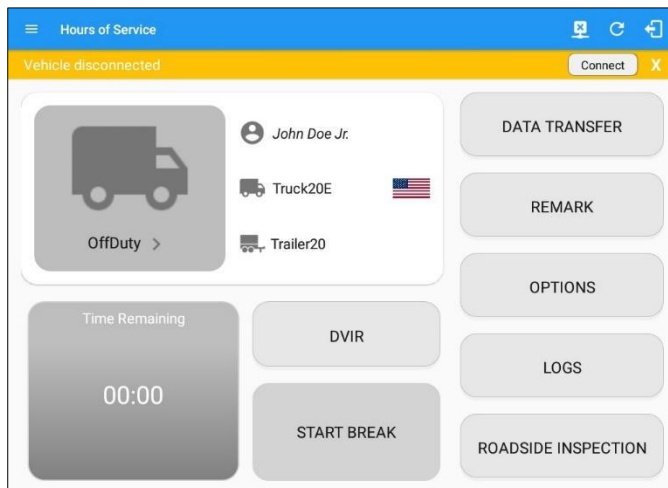 Hours of Service
Vehicle disconnected
Connect X
John Doe Jr.
Truck20E
Trailer20
OffDuty >
DATA TRANSFER
REMARK
OPTIONS
LOGS
ROADSIDE INSPECTION
Time Remaining
00:00
DVIR
START BREAK